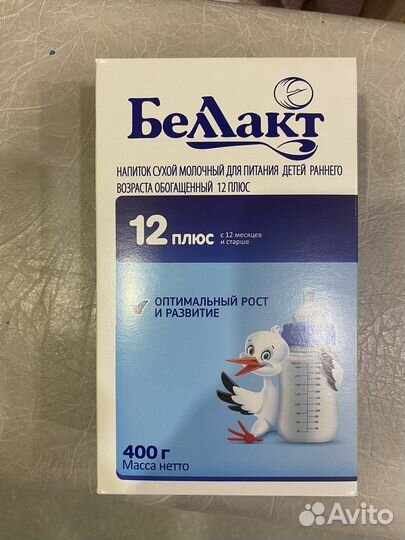 Беллакт
НАПИТОК СУХОЙ МОЛОЧНЫЙ ДЛЯ ПИТАНИЯ ДЕТЕЙ РАННЕГО
ВОЗРАСТА ОБОГАЩЕННЫЙ 12 ПЛЮС
12 плюс
с 12 месяцев
и старше
ОПТИМАЛЬНЫЙ РОСТ
И РАЗВИТИЕ
400 г
Масса нетто
Avito